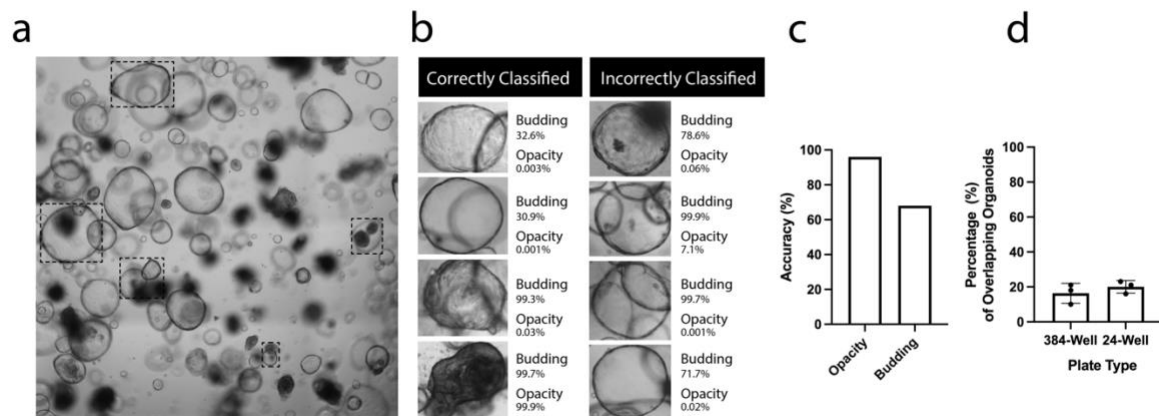 a
b
c
d
Correctly Classified
Incorrectly Classified
Budding
32.6%
Opacity
0.003%
Budding
78.6%
Opacity
0.06%
Budding
30.9%
Opacity
0.001%
Budding
99.9%
Opacity
7.1%
Budding
99.3%
Opacity
0.03%
Budding
99.7%
Opacity
0.001%
Budding
99.7%
Opacity
99.9%
Budding
71.7%
Opacity
0.02%
Accuracy (%)
100
80
60
40
20
0
Opacity
Budding
Percentage (%)
of Overlapping Organoids
100
80
60
40
20
0
384-Well
24-Well
Plate Type